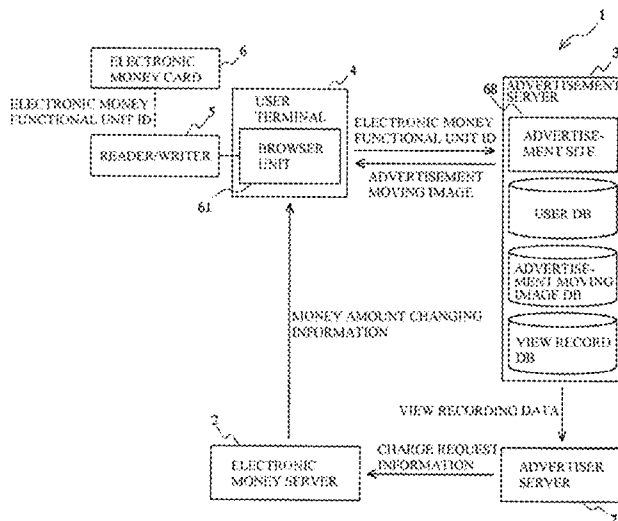 1
6
ELECTRONIC
MONEY CARD
ELECTRONIC MONEY
FUNCTIONAL UNIT ID
5
READER/WRITER
4
USER
TERMINAL
BROWSER
UNIT
61
ELECTRONIC MONEY
FUNCTIONAL UNIT ID
ADVERTISEMENT
MOVING IMAGE
3
68
ADVERTISEMENT
SERVER
ADVERTISE-
MENT SITE
USER DB
ADVERTISE-
MENT MOVING
IMAGE DB
VIEW RECORD
DB
MONEY AMOUNT CHANGING
INFORMATION
VIEW RECORDING DATA
2
ELECTRONIC
MONEY SERVER
CHARGE REQUEST
INFORMATION
ADVERTISER
SERVER
7